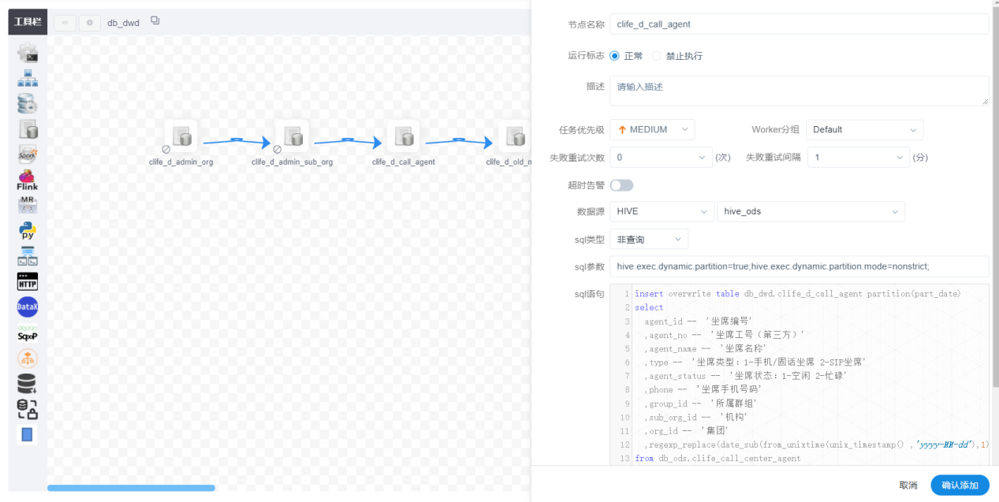 工具栏
db_dwd
Spark
Flink
MR
py
HTTP
DataX
Sqoop
clife_d_admin_org
clife_d_admin_sub_org
clife_d_call_agent
clife_d_old_m
节点名称 clife_d_call_agent
运行标志 正常 禁止执行
描述 请输入描述
任务优先级 MEDIUM Worker分组 Default
失败重试次数 0 (次) 失败重试间隔 1 (分)
超时告警
数据源 HIVE hive_ods
sql类型 非查询
sql参数 hive.exec.dynamic.partition=true;hive.exec.dynamic.partition.mode=nonstrict;
sql语句
1 insert overwrite table db_dwd.clife_d_call_agent partition(part_date)
2 select
3 agent_id -- '坐席编号'
4 ,agent_no -- '坐席工号（第三方）'
5 ,agent_name -- '坐席名称'
6 ,type -- '坐席类型：1-手机/固话坐席 2-SIP坐席'
7 ,agent_status -- '坐席状态：1-空闲 2-忙碌'
8 ,phone -- '坐席手机号码'
9 ,group_id -- '所属群组'
10 ,sub_org_id -- '机构'
11 ,org_id -- '集团'
12 ,regexp_replace(date_sub(from_unixtime(unix_timestamp() ,'yyyy-MM-dd'),1)
13 from db_ods.clife_call_center_agent
取消 确认添加